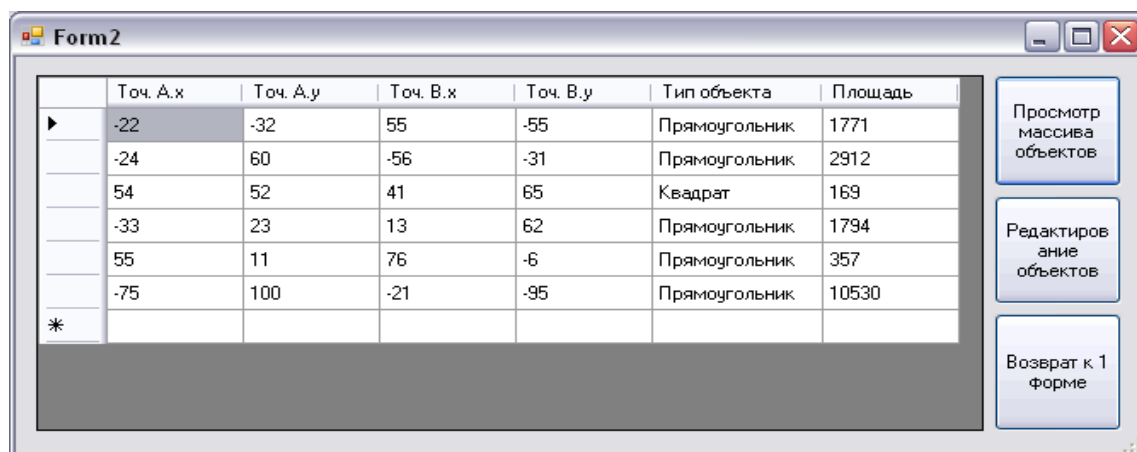 Form2
Точ. A.x Точ. A.y Точ. B.x Точ. B.y Тип объекта Площадь
-22 -32 55 -55 Прямоугольник 1771
-24 60 -56 -31 Прямоугольник 2912
54 52 41 65 Квадрат 169
-33 23 13 62 Прямоугольник 1794
55 11 76 -6 Прямоугольник 357
-75 100 -21 -95 Прямоугольник 10530
Просмотр
массива
объектов
Редактиров
ание
объектов
Возврат к 1
форме